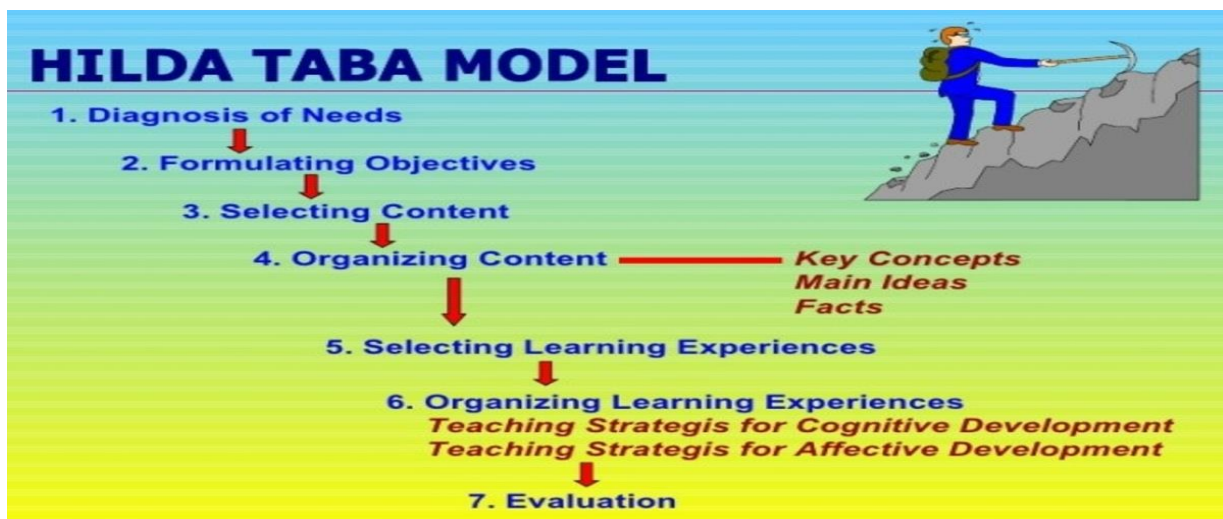 HILDA TABA MODEL
1. Diagnosis of Needs
2. Formulating Objectives
3. Selecting Content
4. Organizing Content
Key Concepts
Main Ideas
Facts
5. Selecting Learning Experiences
6. Organizing Learning Experiences
Teaching Strategis for Cognitive Development
Teaching Strategis for Affective Development
7. Evaluation